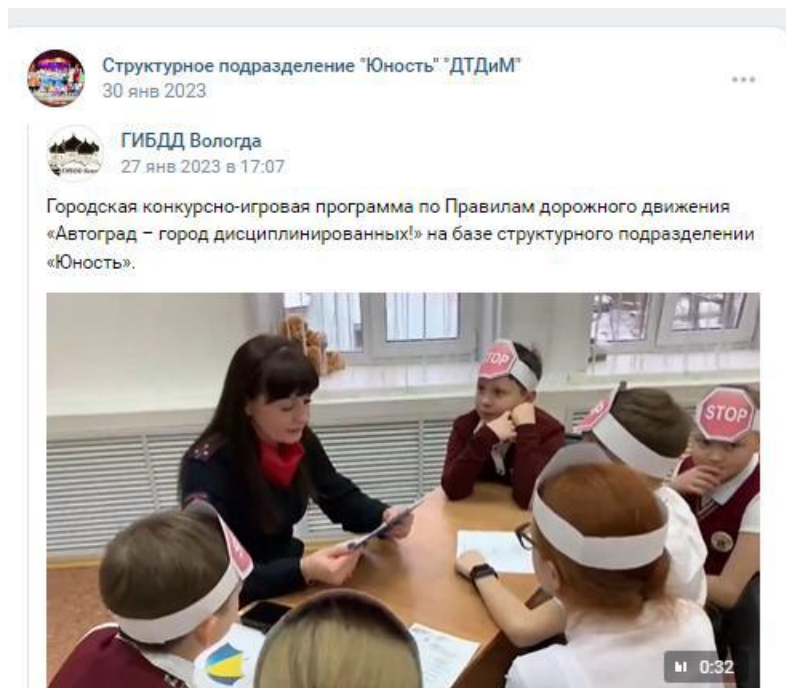 Структурное подразделение "Юность" "ДТДиМ"
30 янв 2023
ГИБДД Вологда
27 янв 2023 в 17:07
Городская конкурсно-игровая программа по Правилам дорожного движения
«Автоград – город дисциплинированных!» на базе структурного подразделении
«Юность».
STOP
STOP
0:32